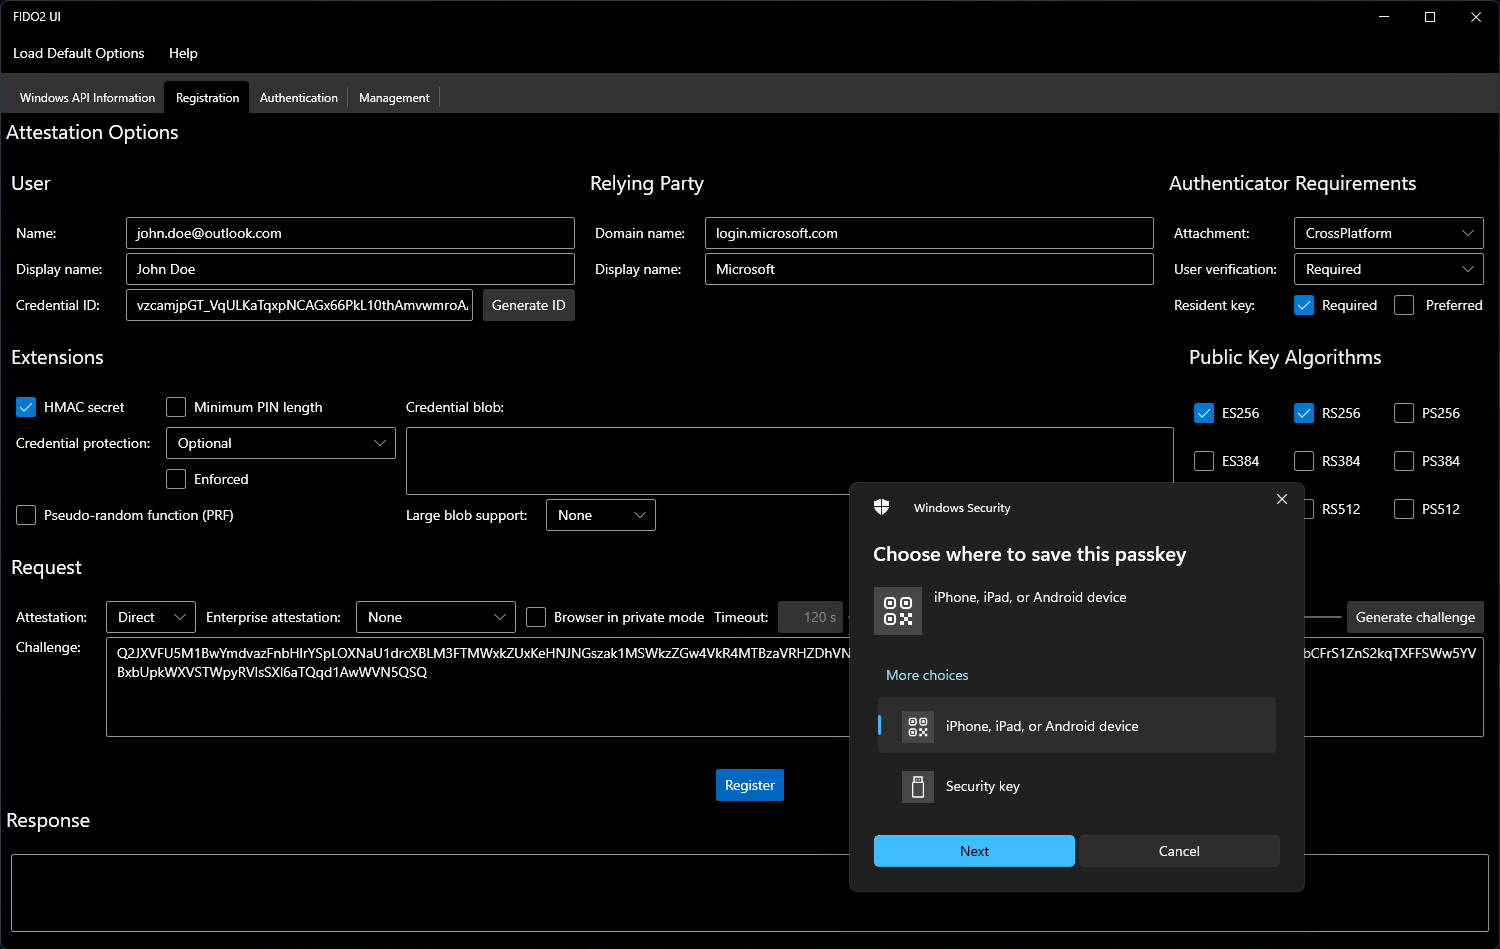 FIDO2 UI
Load Default Options Help
Windows API Information Registration Authentication Management
Attestation Options
User
Name: john.doe@outlook.com
Display name: John Doe
Credential ID: vzcamjpGT_VqULKaTqxpNCAGx66PkL10thAmvwmroA Generate ID
Relying Party
Domain name: login.microsoft.com
Display name: Microsoft
Authenticator Requirements
Attachment: CrossPlatform
User verification: Required
Resident key: Required Preferred
Extensions
HMAC secret Minimum PIN length
Credential protection: Optional
Enforced
Pseudo-random function (PRF)
Credential blob:
Large blob support: None
Public Key Algorithms
ES256 RS256 PS256
ES384 RS384 PS384
RS512 PS512
Request
Attestation: Direct Enterprise attestation: None Browser in private mode Timeout: 120 s Generate challenge
Challenge: Q2JXVFU5M1BwYmdvazFnbHlrYSpLOXNaU1drcXBLM3FTMWxkZUxKeHNJNGszak1MSWkzZGw4VkR4MTBzaVRHZDhVN bCFrS1ZnS2kqTXFFSWw5YV
BxbUpkWXVSTWpyRVlsSXl6aTQqd1AwWVN5QSQ
Register
Response
Windows Security
Choose where to save this passkey
iPhone, iPad, or Android device
More choices
iPhone, iPad, or Android device
Security key
Next Cancel